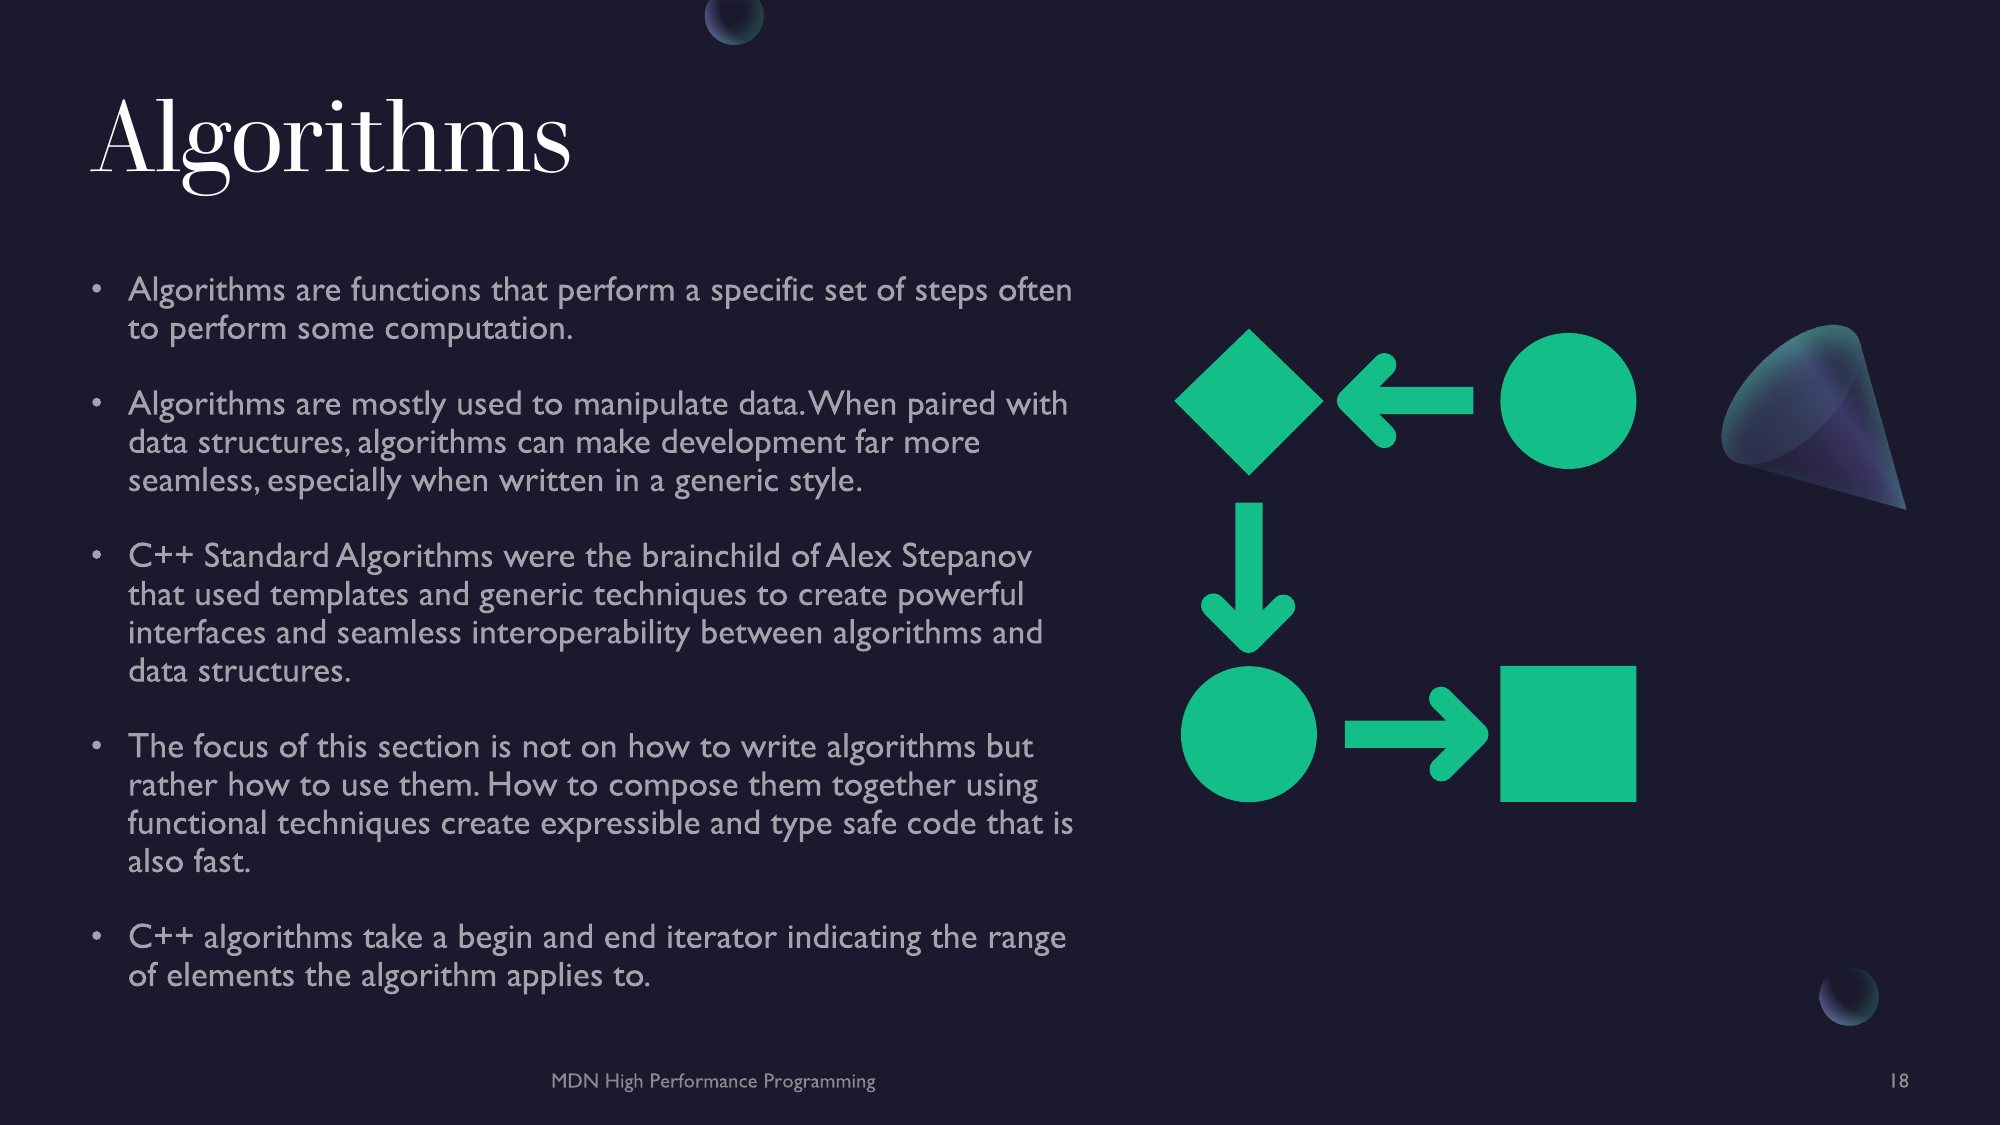 Algorithms
• Algorithms are functions that perform a specific set of steps often
to perform some computation.
• Algorithms are mostly used to manipulate data. When paired with
data structures, algorithms can make development far more
seamless, especially when written in a generic style.
• C++ Standard Algorithms were the brainchild of Alex Stepanov
that used templates and generic techniques to create powerful
interfaces and seamless interoperability between algorithms and
data structures.
• The focus of this section is not on how to write algorithms but
rather how to use them. How to compose them together using
functional techniques create expressible and type safe code that is
also fast.
• C++ algorithms take a begin and end iterator indicating the range
of elements the algorithm applies to.
MDN High Performance Programming
18